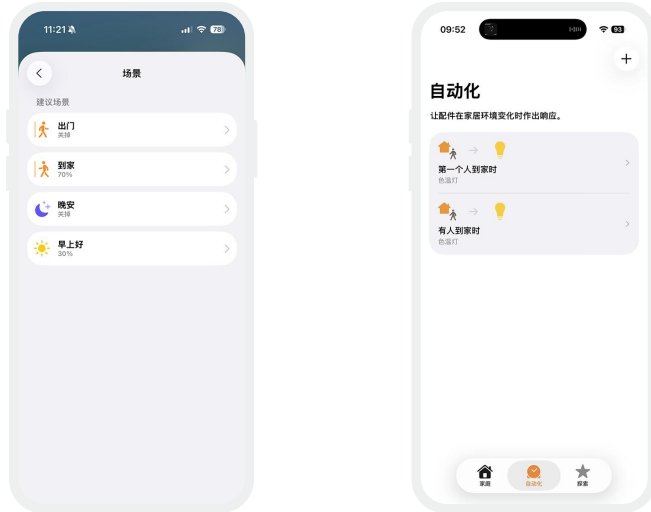 11:21
78
场景
建议场景
出门
关掉
到家
70%
晚安
关掉
早上好
30%
09:52
93
自动化
让配件在家居环境变化时作出响应。
第一个人到家时
色温灯
有人到家时
色温灯
家庭
自动化
探索